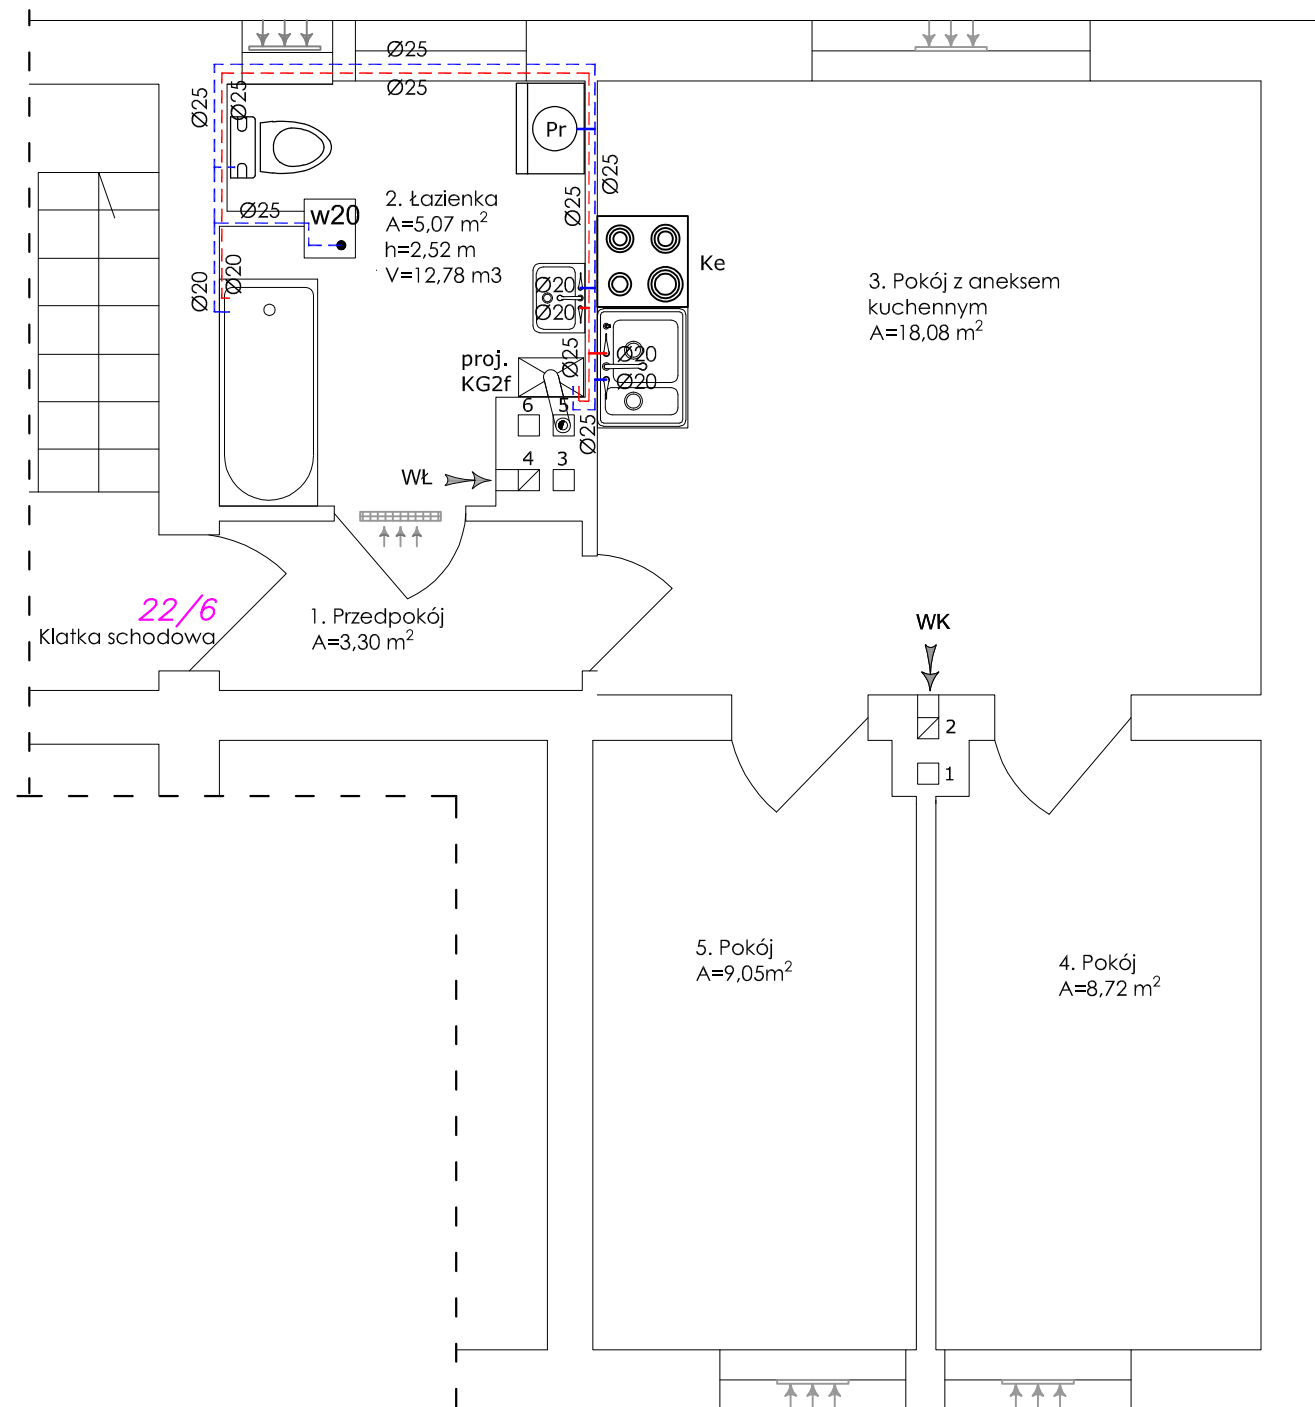 Ø25
Ø25
Ø25
Ø25
Pr
Ø25
Ø25
2. Łazienka
A=5,07 m²
h=2,52 m
V=12,78 m3
Ø25
w20
Ø20
Ø20
Ø20
Ø20
Ke
3. Pokój z aneksem
kuchennym
A=18,08 m²
proj.
KG2f
Ø25
Ø20
Ø20
6
5
Ø25
4
3
WŁ
22/6
Klatka schodowa
1. Przedpokój
A=3,30 m²
WK
2
1
5. Pokój
A=9,05m²
4. Pokój
A=8,72 m²